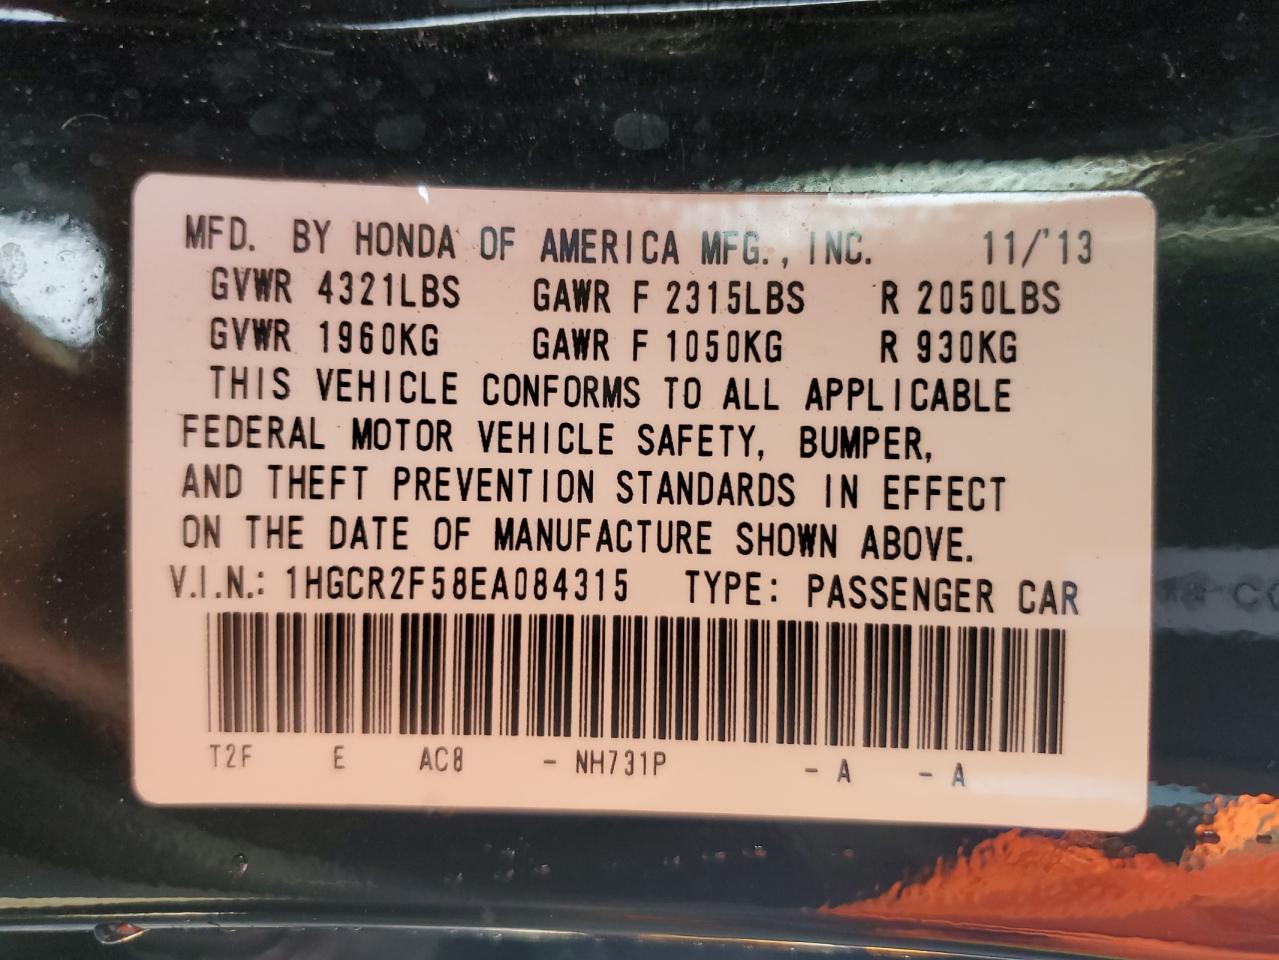 MFD. BY HONDA OF AMERICA MFG., INC. 11/'13
GVWR 4321LBS GAWR F 2315LBS R 2050LBS
GVWR 1960KG GAWR F 1050KG R 930KG
THIS VEHICLE CONFORMS TO ALL APPLICABLE
FEDERAL MOTOR VEHICLE SAFETY, BUMPER,
AND THEFT PREVENTION STANDARDS IN EFFECT
ON THE DATE OF MANUFACTURE SHOWN ABOVE.
V.I.N.: 1HGCR2F58EA084315 TYPE: PASSENGER CAR
T2F E AC8 - NH731P - A - A